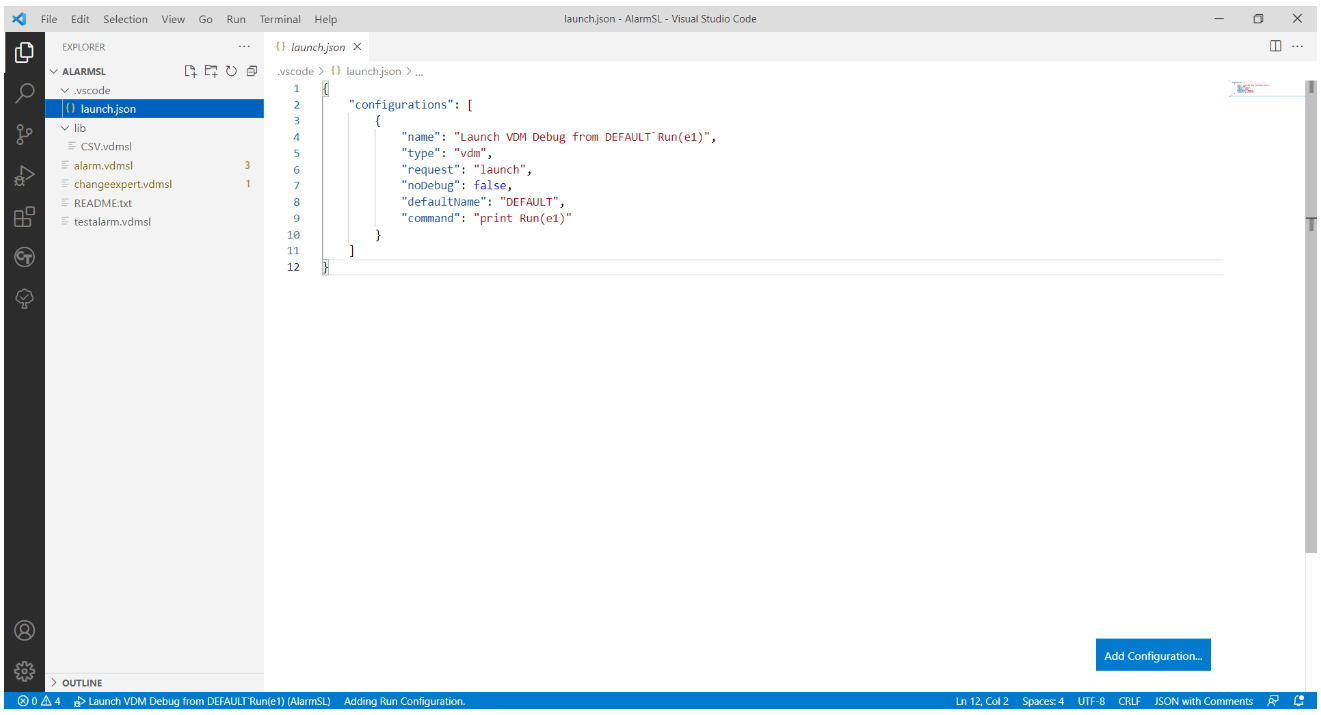 File Edit Selection View Go Run Terminal Help
launch.json - AlarmSL - Visual Studio Code
EXPLORER
ALARMSL
.vscode
{} launch.json
lib
CSV.vdmsl
alarm.vdmsl 3
changeexpert.vdmsl 1
README.txt
testalarm.vdmsl
OUTLINE
{} launch.json
.vscode > {} launch.json > ...
1 {
2 "configurations": [
3 {
4 "name": "Launch VDM Debug from DEFAULT`Run(e1)",
5 "type": "vdm",
6 "request": "launch",
7 "noDebug": false,
8 "defaultName": "DEFAULT",
9 "command": "print Run(e1)"
10 }
11 ]
12 }
Add Configuration...
0 4 Launch VDM Debug from DEFAULT`Run(e1) (AlarmSL) Adding Run Configuration. Ln 12, Col 2 Spaces: 4 UTF-8 CRLF JSON with Comments